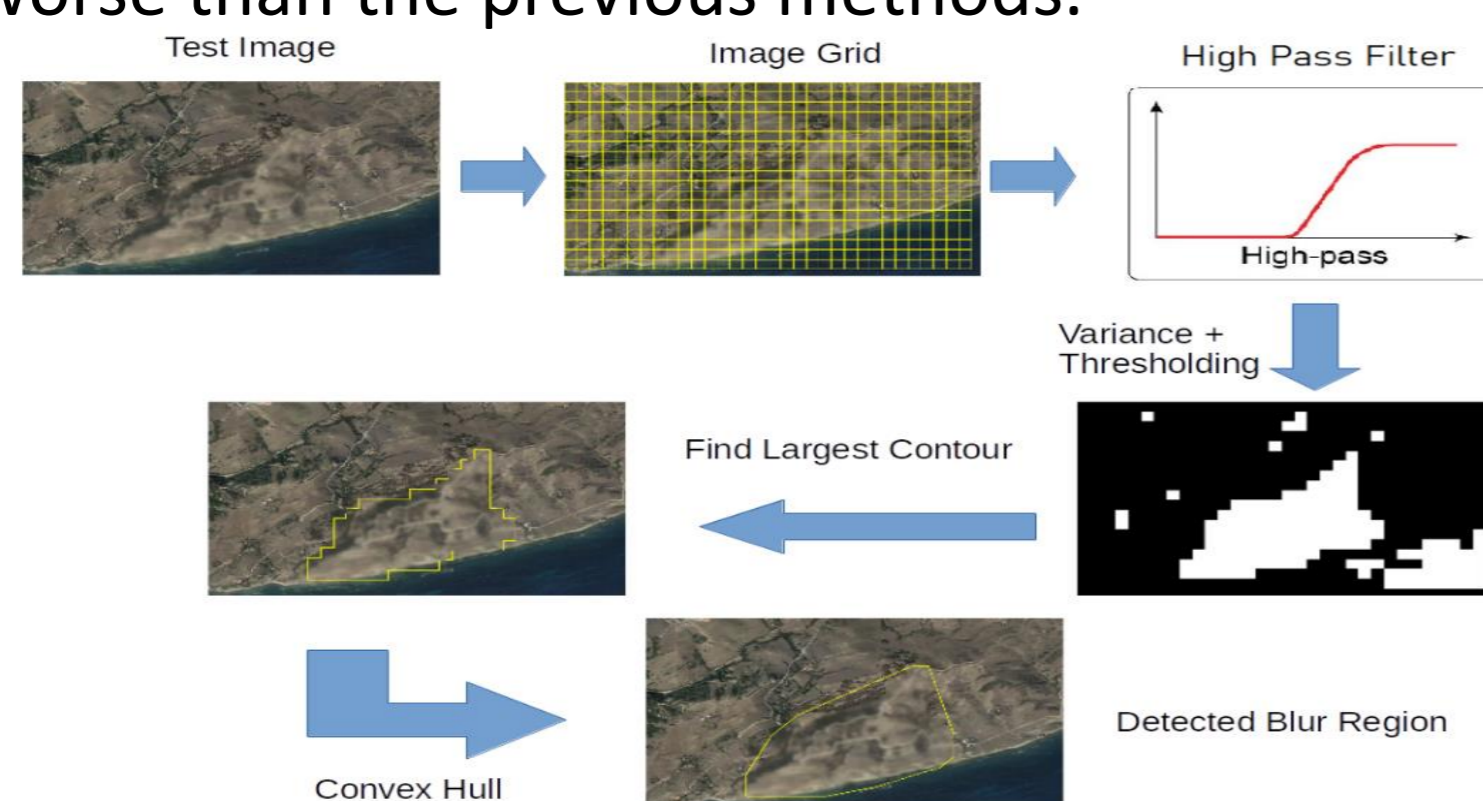 worse than the previous methods.
Test Image
Image Grid
High Pass Filter
High-pass
Variance +
Thresholding
Find Largest Contour
Convex Hull
Detected Blur Region